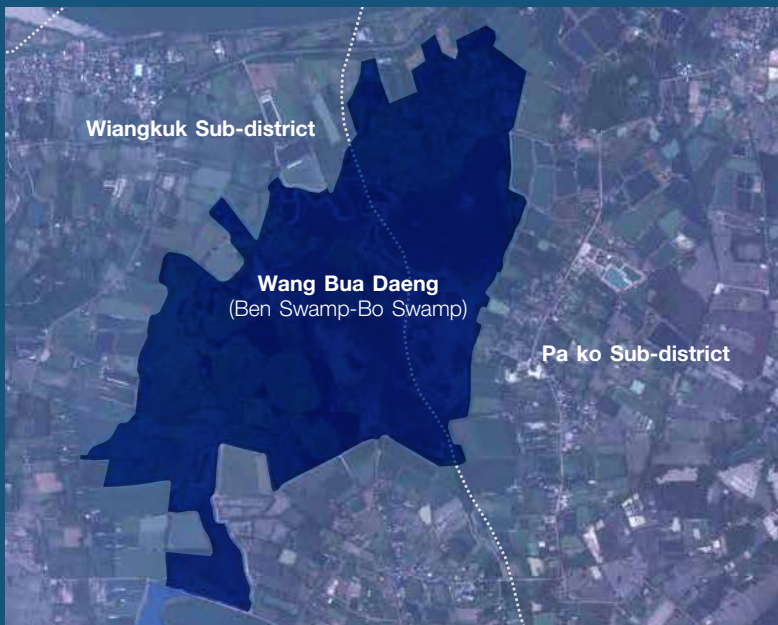 Wiangkuk Sub-district
Wang Bua Daeng
(Ben Swamp-Bo Swamp)
Pa ko Sub-district